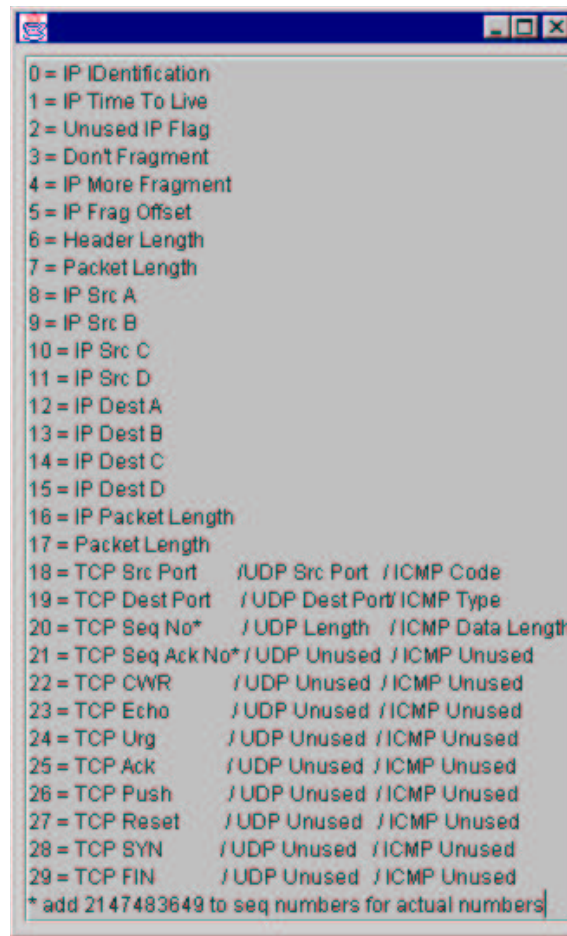 0 = IP IDentification
1 = IP Time To Live
2 = Unused IP Flag
3 = Don't Fragment
4 = IP More Fragment
5 = IP Frag Offset
6 = Header Length
7 = Packet Length
8 = IP Src A
9 = IP Src B
10 = IP Src C
11 = IP Src D
12 = IP Dest A
13 = IP Dest B
14 = IP Dest C
15 = IP Dest D
16 = IP Packet Length
17 = Packet Length
18 = TCP Src Port /UDP Src Port / ICMP Code
19 = TCP Dest Port / UDP Dest Port/ ICMP Type
20 = TCP Seq No* / UDP Length / ICMP Data Length
21 = TCP Seq Ack No* / UDP Unused / ICMP Unused
22 = TCP CWR / UDP Unused / ICMP Unused
23 = TCP Echo / UDP Unused / ICMP Unused
24 = TCP Urg / UDP Unused / ICMP Unused
25 = TCP Ack / UDP Unused / ICMP Unused
26 = TCP Push / UDP Unused / ICMP Unused
27 = TCP Reset / UDP Unused / ICMP Unused
28 = TCP SYN / UDP Unused / ICMP Unused
29 = TCP FIN / UDP Unused / ICMP Unused
* add 2147483649 to seq numbers for actual numbers